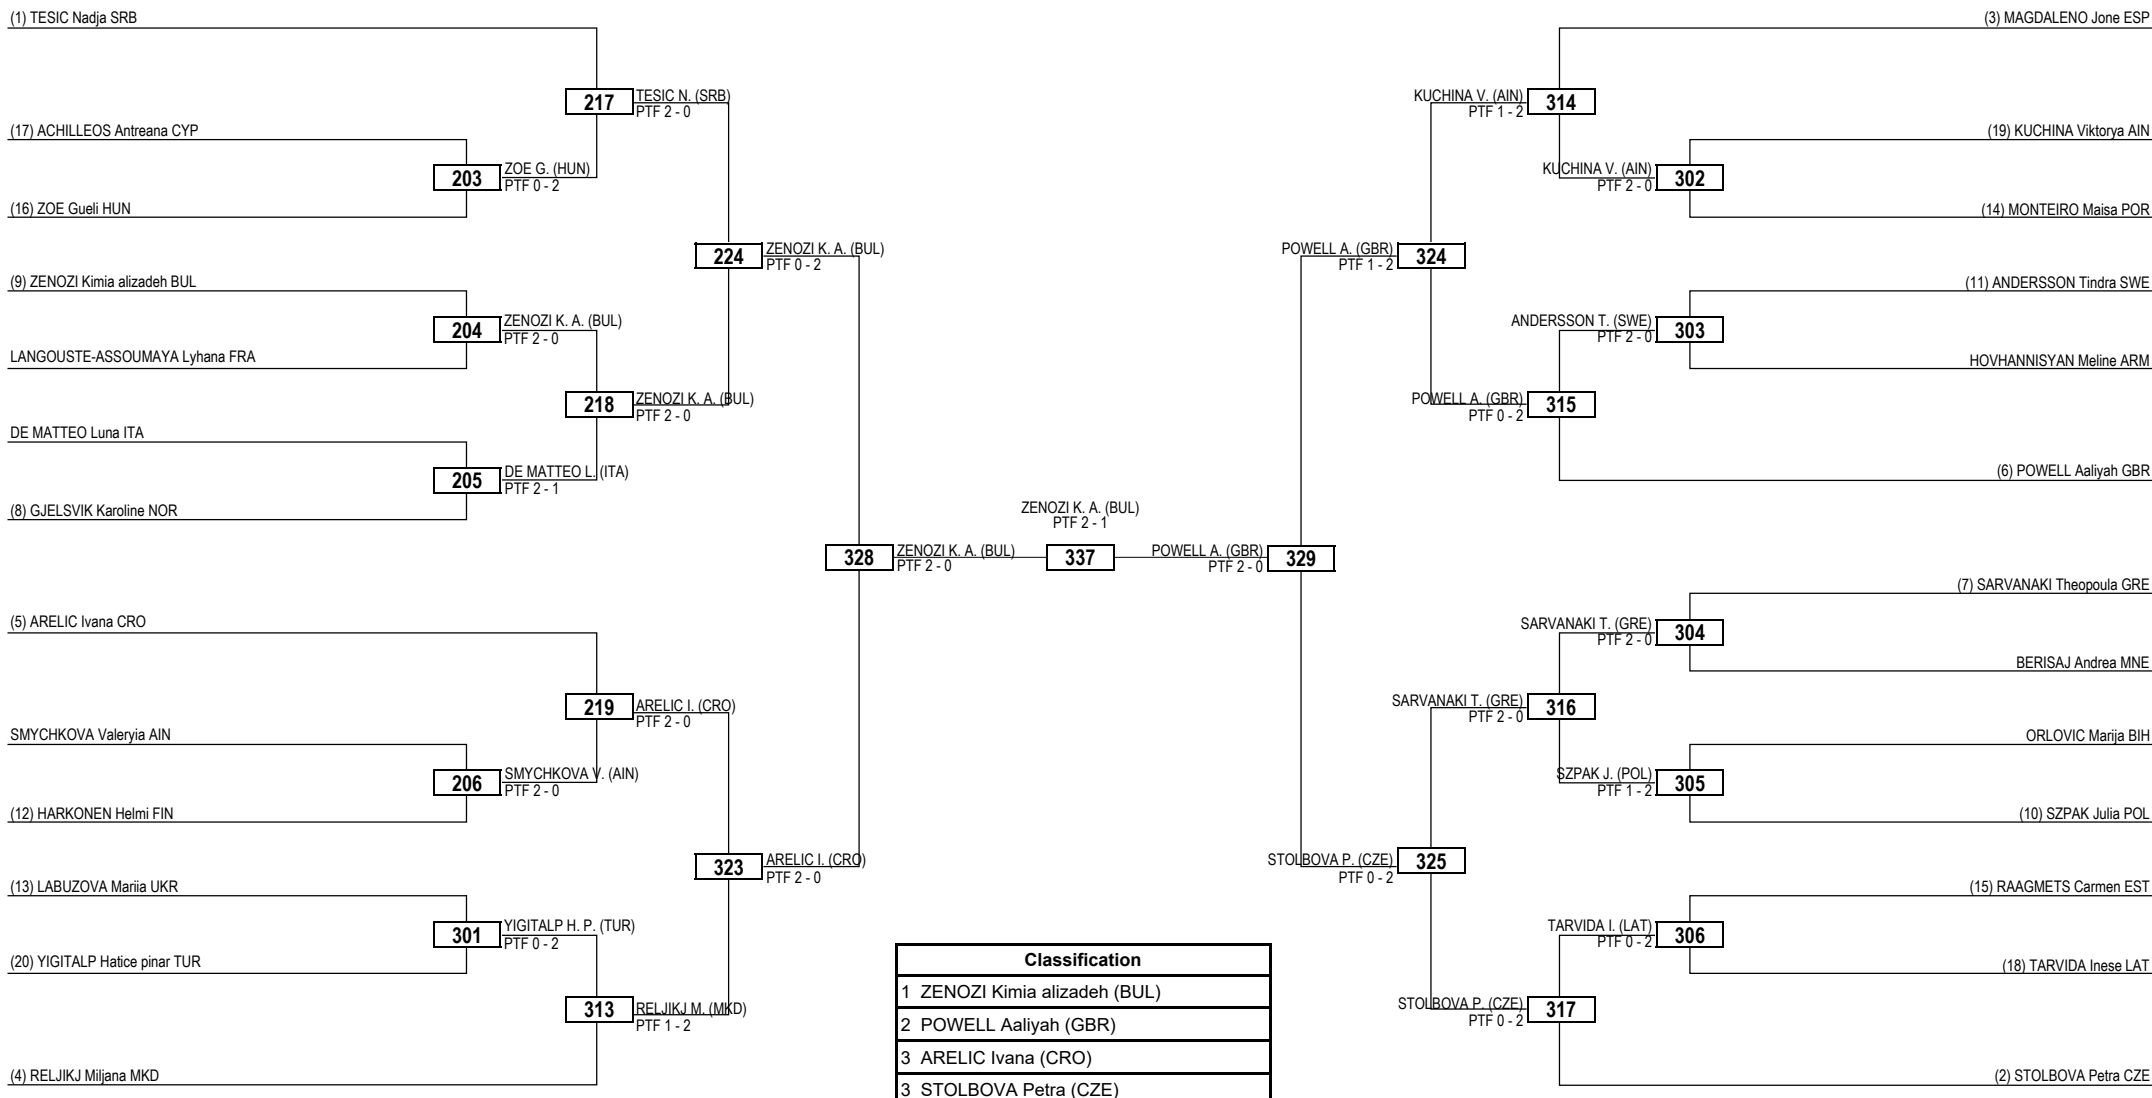 (1) TESIC Nadja SRB
217
TESIC N. (SRB)
PTF 2 - 0
(17) ACHILLEOS Antreana CYP
203
ZOE G. (HUN)
PTF 0 - 2
(16) ZOE Gueli HUN
224
ZENOZI K. A. (BUL)
PTF 0 - 2
(9) ZENOZI Kimia alizadeh BUL
204
ZENOZI K. A. (BUL)
PTF 2 - 0
LANGOUSTE-ASSOUMAYA Lyhana FRA
218
ZENOZI K. A. (BUL)
PTF 2 - 0
DE MATTEO Luna ITA
205
DE MATTEO L. (ITA)
PTF 2 - 1
(8) GJELSVIK Karoline NOR
328
ZENOZI K. A. (BUL)
PTF 2 - 0
(5) ARELIC Ivana CRO
219
ARELIC I. (CRO)
PTF 2 - 0
SMYCHKOVA Valeryia AIN
206
SMYCHKOVA V. (AIN)
PTF 2 - 0
(12) HARKONEN Helmi FIN
323
ARELIC I. (CRO)
PTF 2 - 0
(13) LABUZOVA Mariia UKR
301
YIGITALP H. P. (TUR)
PTF 0 - 2
(20) YIGITALP Hatice pinar TUR
313
RELJIKJ M. (MKD)
PTF 1 - 2
(4) RELJIKJ Miljana MKD
ZENOZI K. A. (BUL)
PTF 2 - 1
337
(3) MAGDALENO Jone ESP
KUCHINA V. (AIN)
PTF 1 - 2
314
(19) KUCHINA Viktorya AIN
KUCHINA V. (AIN)
PTF 2 - 0
302
(14) MONTEIRO Maisa POR
POWELL A. (GBR)
PTF 1 - 2
324
(11) ANDERSSON Tindra SWE
ANDERSSON T. (SWE)
PTF 2 - 0
303
HOVHANNISYAN Meline ARM
POWELL A. (GBR)
PTF 0 - 2
315
(6) POWELL Aaliyah GBR
POWELL A. (GBR)
PTF 2 - 0
329
(7) SARVANAKI Theopoula GRE
SARVANAKI T. (GRE)
PTF 2 - 0
304
BERISAJ Andrea MNE
SARVANAKI T. (GRE)
PTF 2 - 0
316
ORLOVIC Marija BIH
SZPAK J. (POL)
PTF 1 - 2
305
(10) SZPAK Julia POL
STOLBOVA P. (CZE)
PTF 0 - 2
325
(15) RAAGMETS Carmen EST
TARVIDA I. (LAT)
PTF 0 - 2
306
(18) TARVIDA Inese LAT
STOLBOVA P. (CZE)
PTF 0 - 2
317
(2) STOLBOVA Petra CZE
Classification
1 ZENOZI Kimia alizadeh (BUL)
2 POWELL Aaliyah (GBR)
3 ARELIC Ivana (CRO)
3 STOLBOVA Petra (CZE)